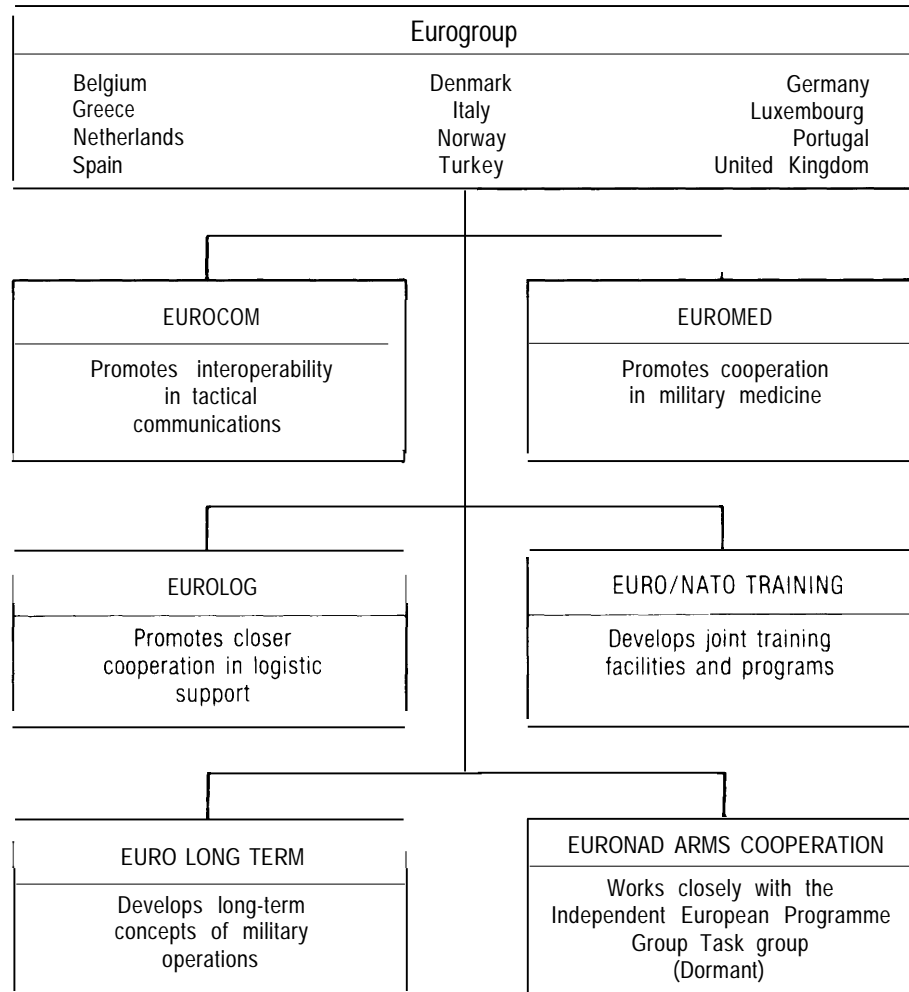 Eurogroup
Belgium Denmark Germany
Greece Italy Luxembourg
Netherlands Norway Portugal
Spain Turkey United Kingdom
EUROCOM
Promotes interoperability
in tactical
communications
EUROMED
Promotes cooperation
in military medicine
EUROLOG
Promotes closer
cooperation in logistic
support
EURO/NATO TRAINING
Develops joint training
facilities and programs
EURO LONG TERM
Develops long-term
concepts of military
operations
EURONAD ARMS COOPERATION
Works closely with the
Independent European Programme
Group Task group
(Dormant)